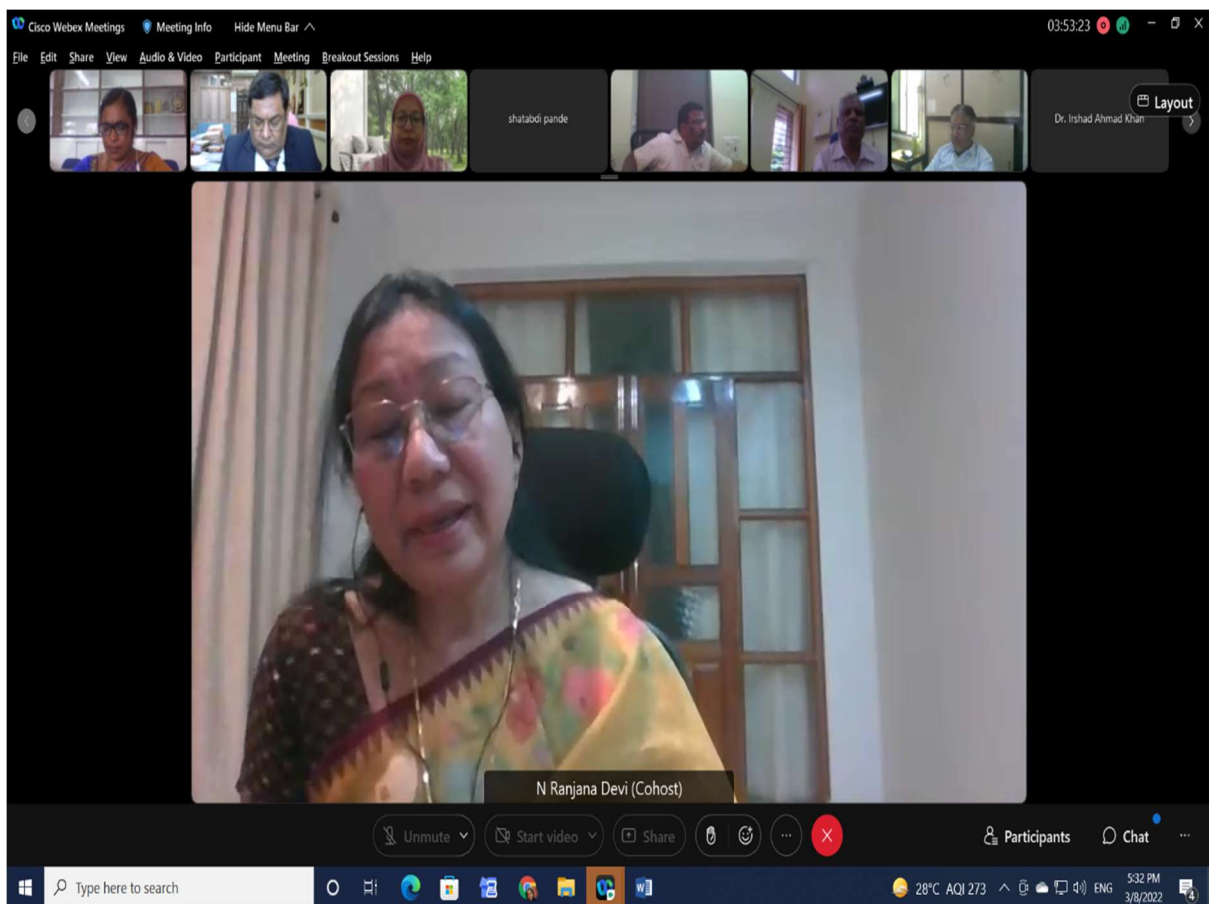 Cisco Webex Meetings Meeting Info Hide Menu Bar 03:53:23
File Edit Share View Audio & Video Participant Meeting Breakout Sessions Help
Layout
shatabdi pande Dr. Irshad Ahmad Khan
N Ranjana Devi (Cohost)
Unmute Start video Share Participants Chat
Type here to search 28°C AQI 273 ENG 5:32 PM
3/8/2022 4